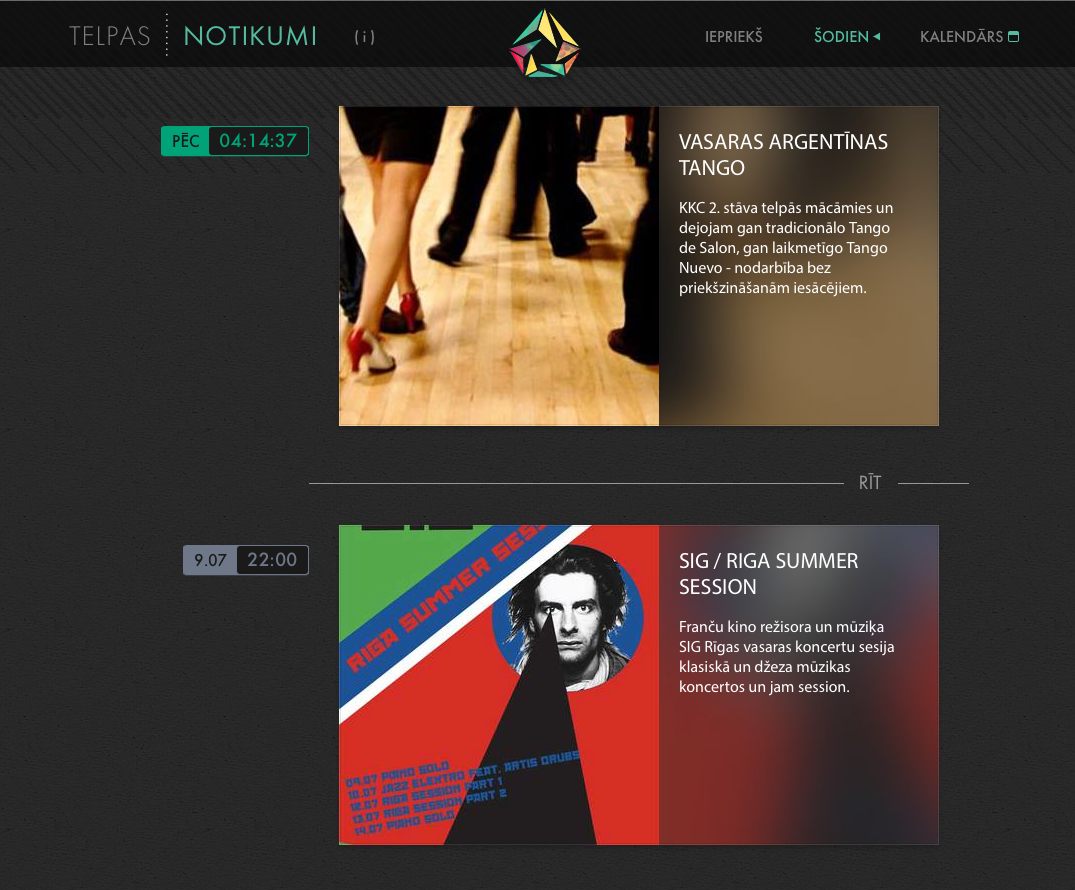 TELPAS
NOTIKUMI
(i)
IEPRIEKŠ
ŠODIEN
KALENDĀRS
PĒC 04:14:37
VASARAS ARGENTĪNAS
TANGO
KKC 2. stāva telpās mācāmies un
dejojam gan tradicionālo Tango
de Salon, gan laikmetīgo Tango
Nuevo - nodarbība bez
priekšzināšanām iesācējiem.
RĪT
9.07 22:00
RIGA SUMMER SESS
09.07 PIANO SOLO
10.07 JAZZ ELEKTRO FEAT. ARTIS ORUBS
12.07 RIGA SESSION PART 1
13.07 RIGA SESSION PART 2
14.07 PIANO SOLO
SIG / RIGA SUMMER
SESSION
Franču kino režisora un mūziķa
SIG Rīgas vasaras koncertu sesija
klasiskā un džeza mūzikas
koncertos un jam session.